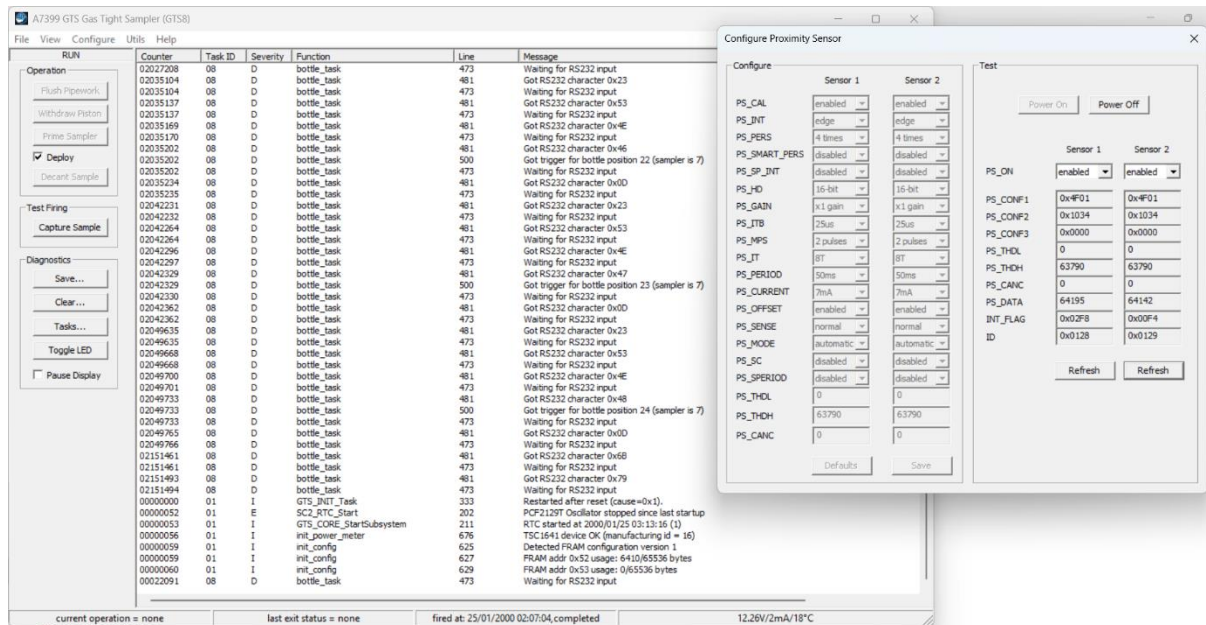 A7399 GTS Gas Tight Sampler (GTS8)
File View Configure Utils Help
RUN
Operation
Flush Pipework
Withdraw Piston
Prime Sampler
Deploy
Decant Sample
Test Firing
Capture Sample
Diagnostics
Save...
Clear...
Tasks...
Toggle LED
Pause Display
Counter Task ID Severity Function Line Message
02027208 08 D bottle_task 473 Waiting for RS232 input
02035104 08 D bottle_task 481 Got RS232 character 0x23
02035104 08 D bottle_task 473 Waiting for RS232 input
02035137 08 D bottle_task 481 Got RS232 character 0x53
02035137 08 D bottle_task 473 Waiting for RS232 input
02035169 08 D bottle_task 481 Got RS232 character 0x4E
02035170 08 D bottle_task 473 Waiting for RS232 input
02035202 08 D bottle_task 481 Got RS232 character 0x46
02035202 08 D bottle_task 500 Got trigger for bottle position 22 (sampler is 7)
02035202 08 D bottle_task 473 Waiting for RS232 input
02035234 08 D bottle_task 481 Got RS232 character 0x0D
02035235 08 D bottle_task 473 Waiting for RS232 input
02042231 08 D bottle_task 481 Got RS232 character 0x23
02042232 08 D bottle_task 473 Waiting for RS232 input
02042264 08 D bottle_task 481 Got RS232 character 0x53
02042264 08 D bottle_task 473 Waiting for RS232 input
02042296 08 D bottle_task 481 Got RS232 character 0x4E
02042297 08 D bottle_task 473 Waiting for RS232 input
02042329 08 D bottle_task 481 Got RS232 character 0x47
02042329 08 D bottle_task 500 Got trigger for bottle position 23 (sampler is 7)
02042330 08 D bottle_task 473 Waiting for RS232 input
02042362 08 D bottle_task 481 Got RS232 character 0x0D
02042362 08 D bottle_task 473 Waiting for RS232 input
02049635 08 D bottle_task 481 Got RS232 character 0x23
02049635 08 D bottle_task 473 Waiting for RS232 input
02049668 08 D bottle_task 481 Got RS232 character 0x53
02049668 08 D bottle_task 473 Waiting for RS232 input
02049700 08 D bottle_task 481 Got RS232 character 0x4E
02049701 08 D bottle_task 473 Waiting for RS232 input
02049733 08 D bottle_task 481 Got RS232 character 0x48
02049733 08 D bottle_task 500 Got trigger for bottle position 24 (sampler is 7)
02049733 08 D bottle_task 473 Waiting for RS232 input
02049765 08 D bottle_task 481 Got RS232 character 0x0D
02049766 08 D bottle_task 473 Waiting for RS232 input
02151461 08 D bottle_task 481 Got RS232 character 0x6B
02151461 08 D bottle_task 473 Waiting for RS232 input
02151493 08 D bottle_task 481 Got RS232 character 0x79
02151494 08 D bottle_task 473 Waiting for RS232 input
00000000 01 I GTS_INIT_Task 333 Restarted after reset (cause=0x1).
00000052 01 E SC2_RTC_Start 202 PCF2129T Oscillator stopped since last startup
00000053 01 I GTS_CORE_StartSubsystem 211 RTC started at 2000/01/25 03:13:16 (1)
00000056 01 I init_power_meter 676 TSC1641 device OK (manufacturing id = 16)
00000059 01 I init_config 625 Detected FRAM configuration version 1
00000059 01 I init_config 627 FRAM addr 0x52 usage: 6410/65536 bytes
00000060 01 I init_config 629 FRAM addr 0x53 usage: 0/65536 bytes
00022091 08 D bottle_task 473 Waiting for RS232 input
current operation = none last exit status = none fired at: 25/01/2000 02:07:04,completed 12.26V/2mA/18°C
Configure Proximity Sensor
Configure
Sensor 1 Sensor 2
PS_CAL enabled enabled
PS_INT edge edge
PS_PERS 4 times 4 times
PS_SMART_PERS disabled disabled
PS_SP_INT disabled disabled
PS_HD 16-bit 16-bit
PS_GAIN x1 gain x1 gain
PS_ITB 25us 25us
PS_MPS 2 pulses 2 pulses
PS_IT 8T 8T
PS_PERIOD 50ms 50ms
PS_CURRENT 7mA 7mA
PS_OFFSET enabled enabled
PS_SENSE normal normal
PS_MODE automatic automatic
PS_SC disabled disabled
PS_SPERIOD disabled disabled
PS_THDL 0 0
PS_THDH 63790 63790
PS_CANC 0 0
Defaults Save
Test
Power On Power Off
Sensor 1 Sensor 2
PS_ON enabled enabled
PS_CONF1 0x4F01 0x4F01
PS_CONF2 0x1034 0x1034
PS_CONF3 0x0000 0x0000
PS_THDL 0 0
PS_THDH 63790 63790
PS_CANC 0 0
PS_DATA 64195 64142
INT_FLAG 0x02F8 0x00F4
ID 0x0128 0x0129
Refresh Refresh